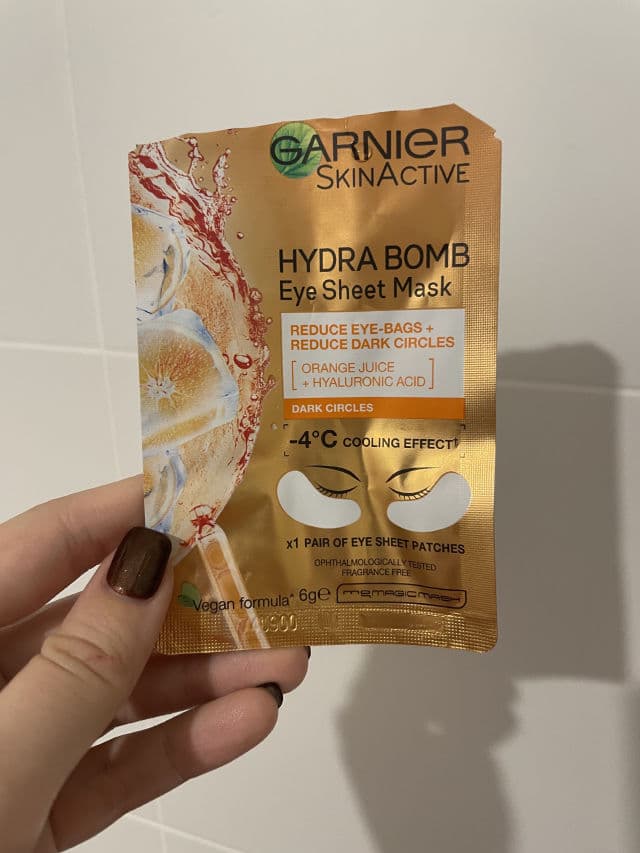 GARNIER
SKINACTIVE
HYDRA BOMB
Eye Sheet Mask
REDUCE EYE-BAGS +
REDUCE DARK CIRCLES
[ ORANGE JUICE
+ HYALURONIC ACID ]
DARK CIRCLES
-4°C COOLING EFFECT‡
x1 PAIR OF EYE SHEET PATCHES
OPHTHALMOLOGICALLY TESTED
FRAGRANCE FREE
Vegan formula^ 6g℮